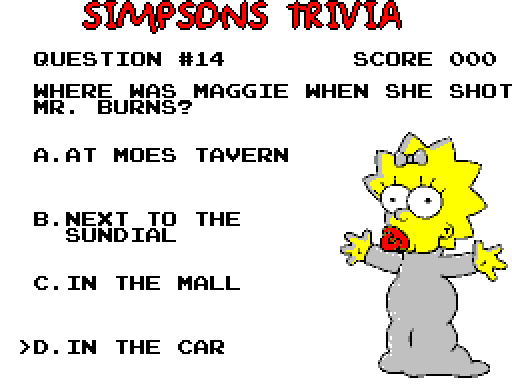 SIMPSONS TRIVIA
QUESTION #14 SCORE 000
WHERE WAS MAGGIE WHEN SHE SHOT
MR. BURNS?
A.AT MOES TAVERN
B.NEXT TO THE
SUNDIAL
C.IN THE MALL
>D.IN THE CAR